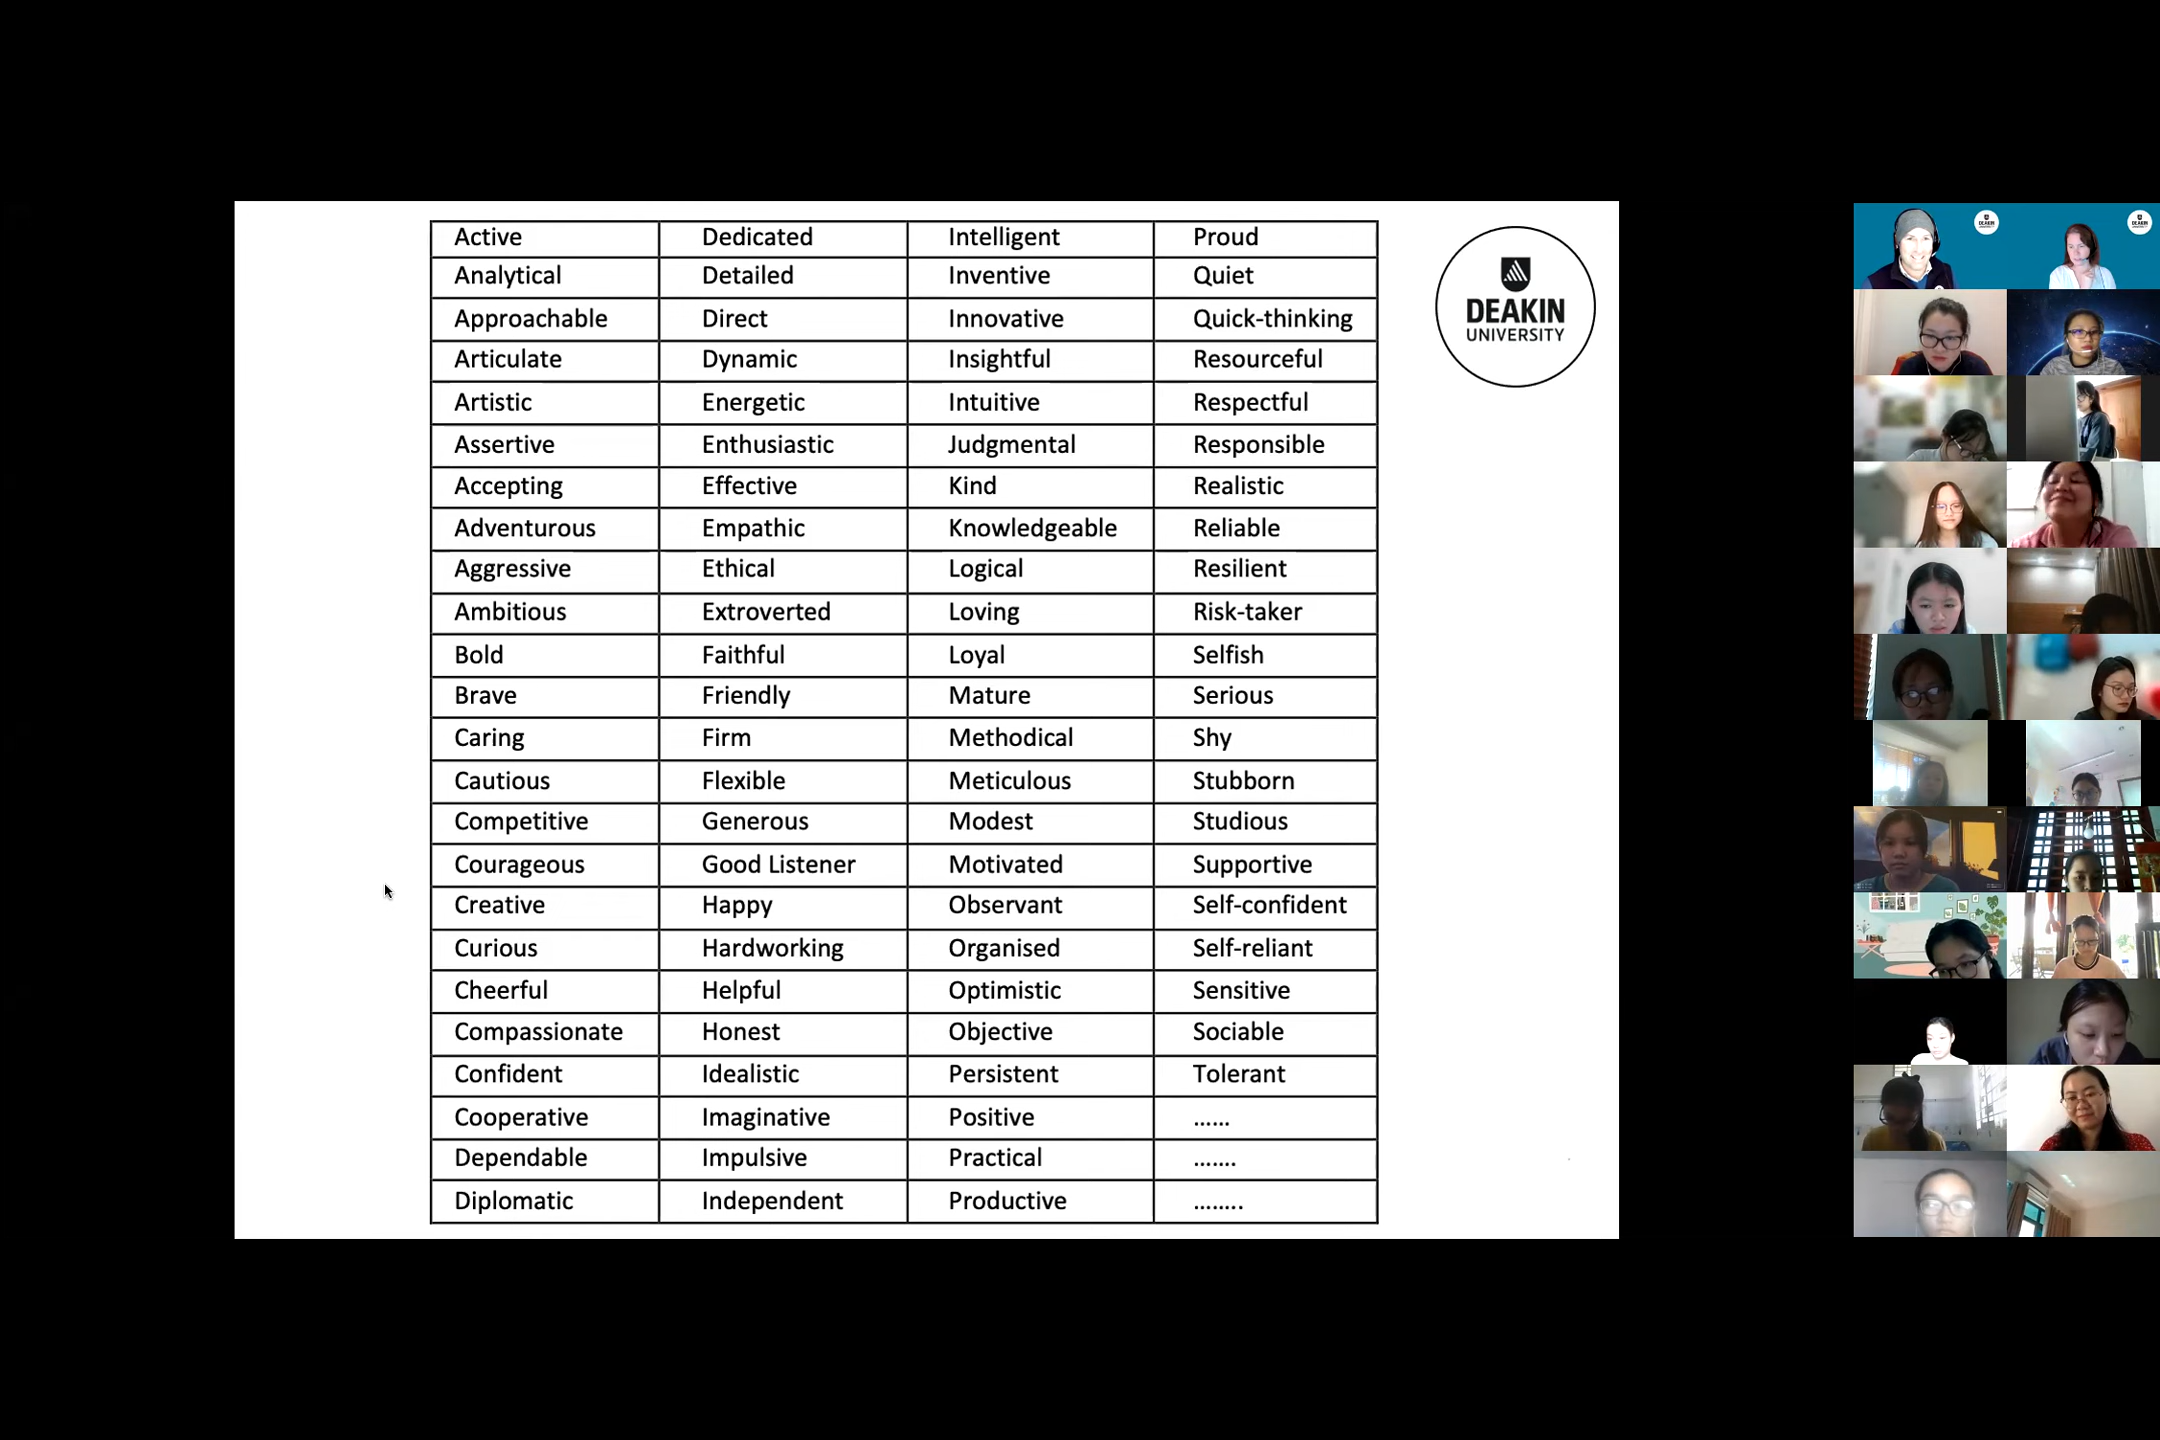 Active Dedicated Intelligent Proud
Analytical Detailed Inventive Quiet
Approachable Direct Innovative Quick-thinking
Articulate Dynamic Insightful Resourceful
Artistic Energetic Intuitive Respectful
Assertive Enthusiastic Judgmental Responsible
Accepting Effective Kind Realistic
Adventurous Empathic Knowledgeable Reliable
Aggressive Ethical Logical Resilient
Ambitious Extroverted Loving Risk-taker
Bold Faithful Loyal Selfish
Brave Friendly Mature Serious
Caring Firm Methodical Shy
Cautious Flexible Meticulous Stubborn
Competitive Generous Modest Studious
Courageous Good Listener Motivated Supportive
Creative Happy Observant Self-confident
Curious Hardworking Organised Self-reliant
Cheerful Helpful Optimistic Sensitive
Compassionate Honest Objective Sociable
Confident Idealistic Persistent Tolerant
Cooperative Imaginative Positive ......
Dependable Impulsive Practical .......
Diplomatic Independent Productive ........
DEAKIN
UNIVERSITY
DEAKIN
DEAKIN